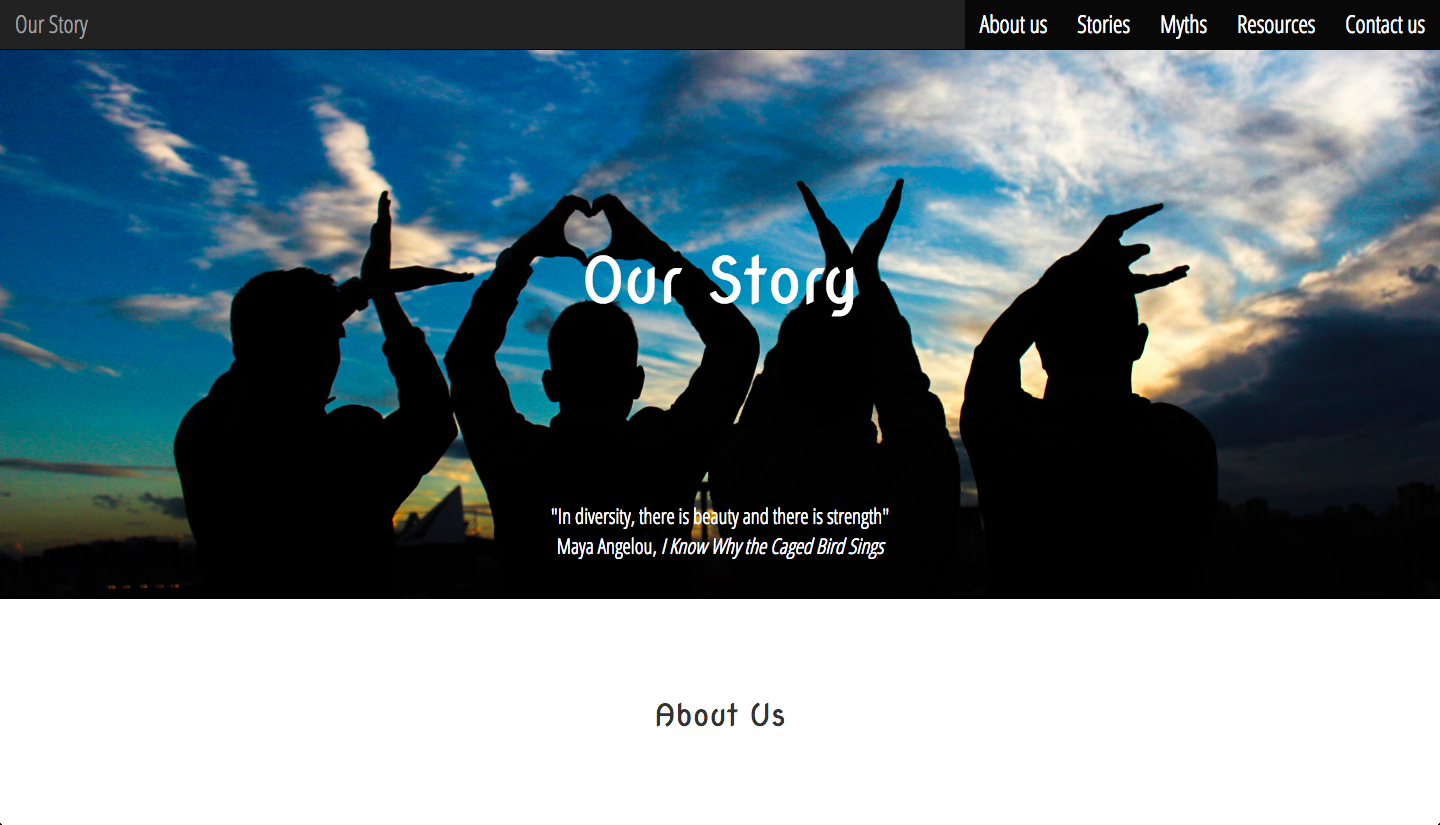 Our Story
About us Stories Myths Resources Contact us
Our Story
"In diversity, there is beauty and there is strength"
Maya Angelou, I Know Why the Caged Bird Sings
About Us